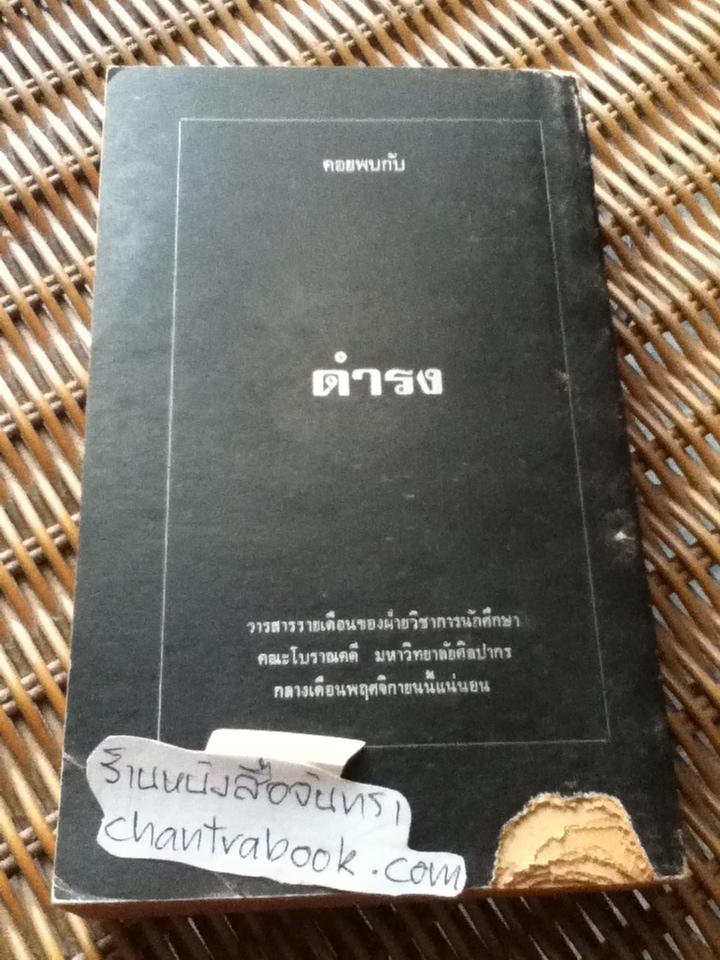 คอยพบกับ
ดำรง
วารสารรายเดือนของฝ่ายวิชาการนักศึกษา
คณะโบราณคดี มหาวิทยาลัยศิลปากร
กลางเดือนพฤศจิกายนนี้แน่นอน
ร้านหนังสือจันทรา
chantrabook.com